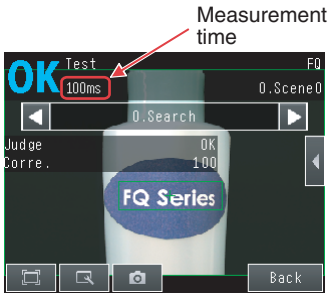 Measurement
time
OK Test FQ
100ms 0.Scene0
0.Search
Judge OK
Corre. 100
FQ Series
Back